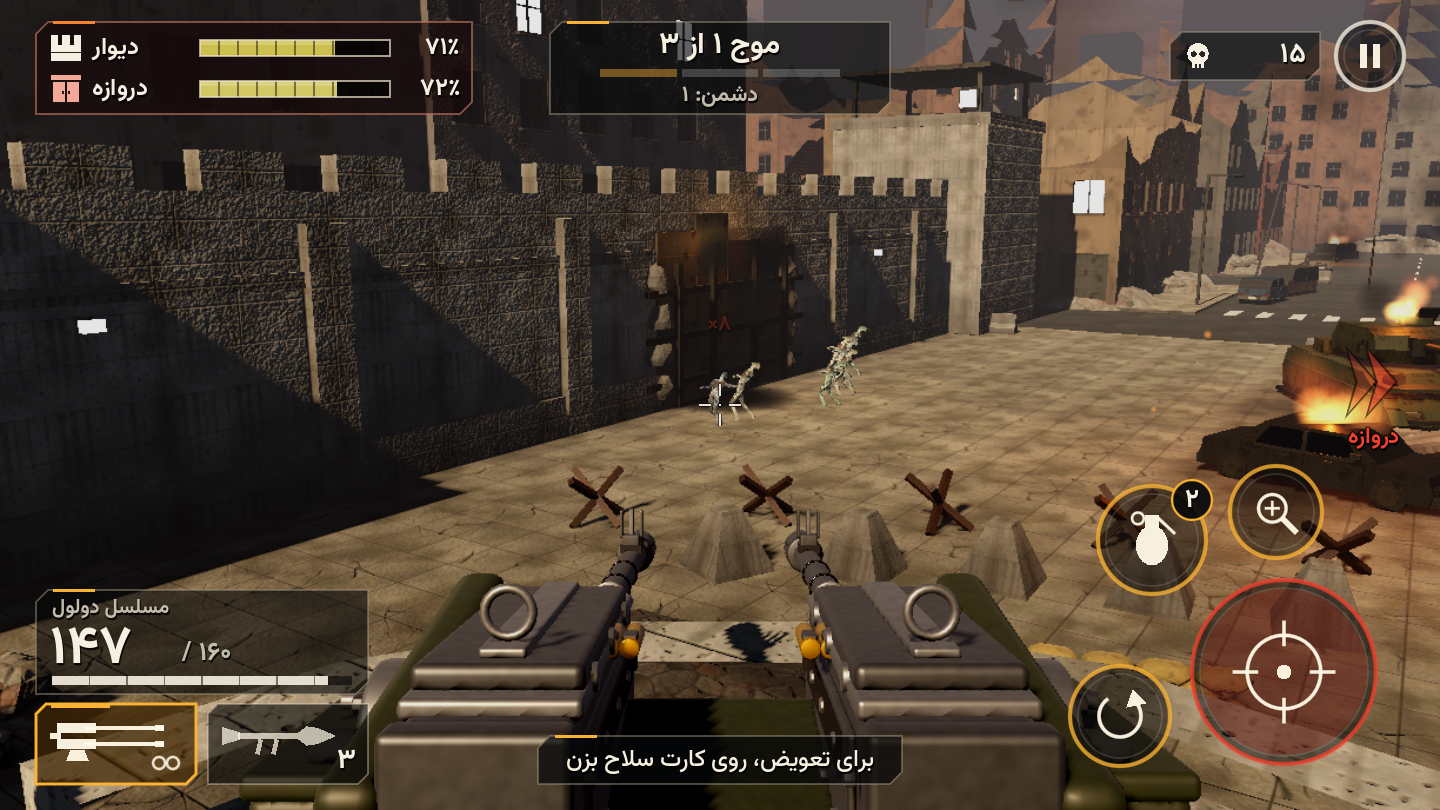 دیوار ۷۱٪
دروازه ۷۲٪
موج ۱ از ۳
دشمن: ۱
۱۵
×۸
دروازه
۲
مسلسل دولول
۱۴۷ / ۱۶۰
∞
۳
برای تعویض، روی کارت سلاح بزن